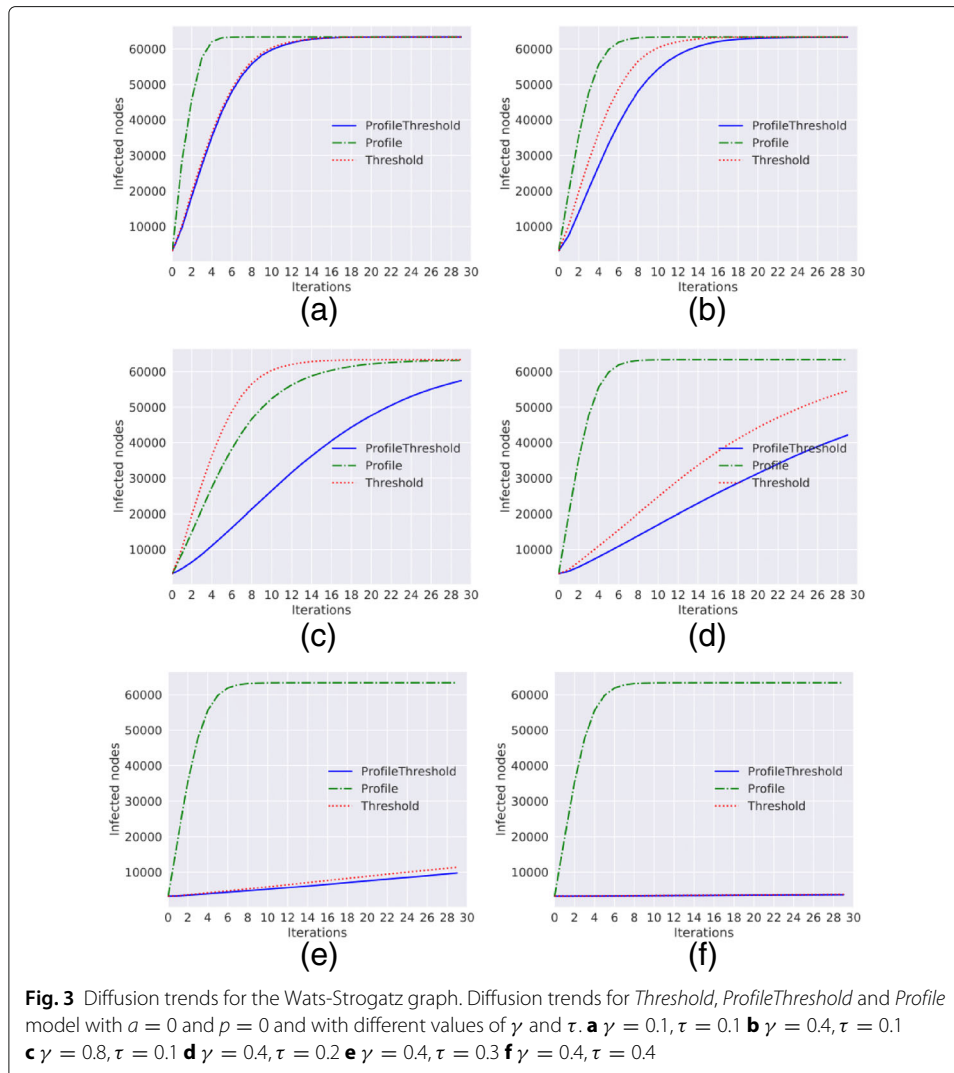 60000
50000
40000
30000
20000
10000
Infected nodes
ProfileThreshold
Profile
Threshold
0 2 4 6 8 10 12 14 16 18 20 22 24 26 28 30
Iterations
(a)
60000
50000
40000
30000
20000
10000
Infected nodes
ProfileThreshold
Profile
Threshold
0 2 4 6 8 10 12 14 16 18 20 22 24 26 28 30
Iterations
(b)
60000
50000
40000
30000
20000
10000
Infected nodes
ProfileThreshold
Profile
Threshold
0 2 4 6 8 10 12 14 16 18 20 22 24 26 28 30
Iterations
(c)
60000
50000
40000
30000
20000
10000
Infected nodes
ProfileThreshold
Profile
Threshold
0 2 4 6 8 10 12 14 16 18 20 22 24 26 28 30
Iterations
(d)
60000
50000
40000
30000
20000
10000
Infected nodes
ProfileThreshold
Profile
Threshold
0 2 4 6 8 10 12 14 16 18 20 22 24 26 28 30
Iterations
(e)
60000
50000
40000
30000
20000
10000
Infected nodes
ProfileThreshold
Profile
Threshold
0 2 4 6 8 10 12 14 16 18 20 22 24 26 28 30
Iterations
(f)
Fig. 3 Diffusion trends for the Wats-Strogatz graph. Diffusion trends for Threshold, ProfileThreshold and Profile
model with a = 0 and p = 0 and with different values of γ and τ. a γ = 0.1, τ = 0.1 b γ = 0.4, τ = 0.1
c γ = 0.8, τ = 0.1 d γ = 0.4, τ = 0.2 e γ = 0.4, τ = 0.3 f γ = 0.4, τ = 0.4